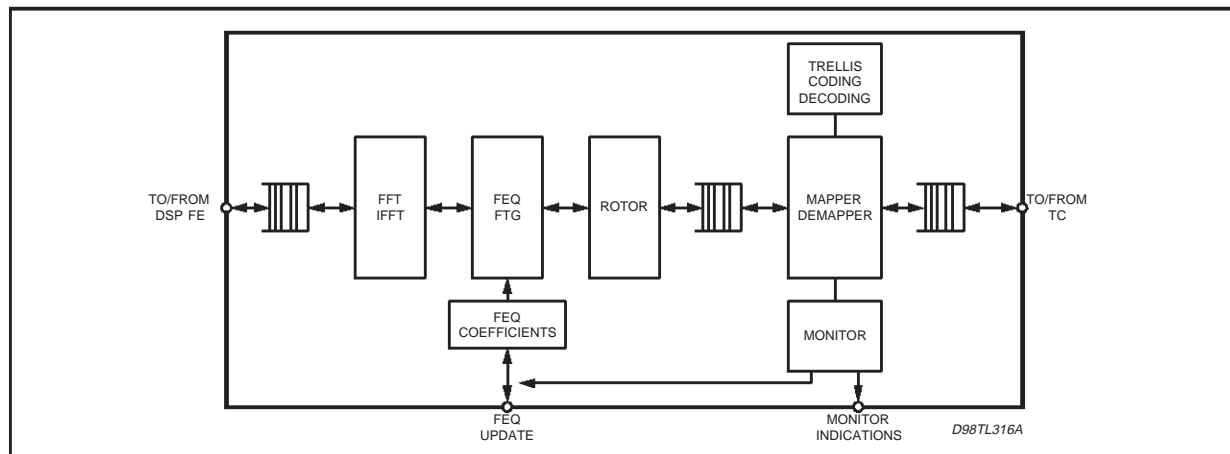 TRELLIS
CODING
DECODING
TO/FROM
DSP FE
FFT
IFFT
FEQ
FTG
ROTOR
MAPPER
DEMAPPER
TO/FROM
TC
FEQ
COEFFICIENTS
MONITOR
FEQ
UPDATE
MONITOR
INDICATIONS
D98TL316A